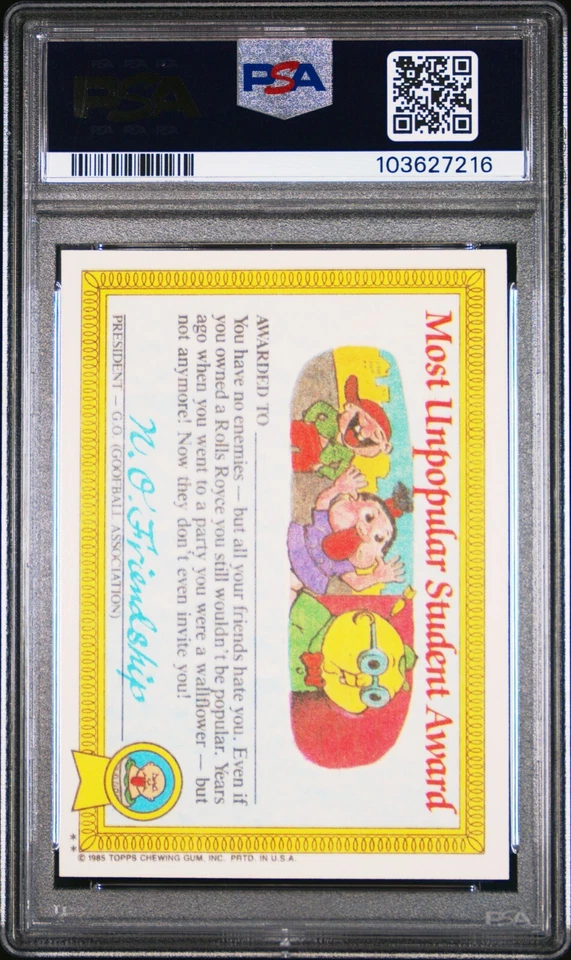 PSA
PSA
103627216
Most Unpopular Student Award
AWARDED TO
You have no enemies — but all your friends hate you. Even if
you owned a Rolls Royce you still wouldn't be popular. Years
ago when you went to a party you were a wallflower — but
not anymore! Now they don't even invite you!
N. O. Friendship
PRESIDENT — G.O. (GOOFBALL ASSOCIATION)
**
© 1985 TOPPS CHEWING GUM, INC. PRTD. IN U.S.A.
PSA